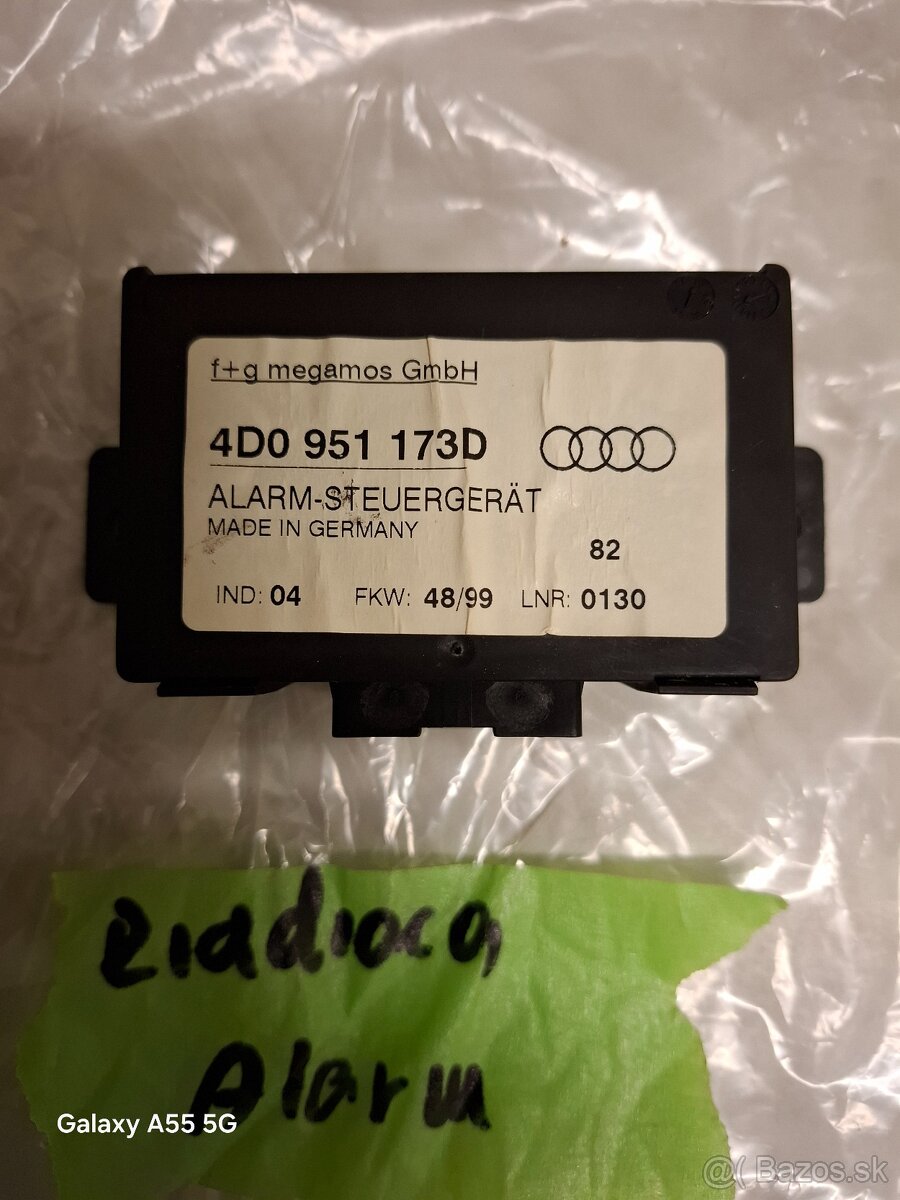 f+g megamos GmbH
4D0 951 173D
ALARM-STEUERGERÄT
MADE IN GERMANY
82
IND: 04 FKW: 48/99 LNR: 0130
riadiaca
Alarm
Galaxy A55 5G
@( Bazos.sk